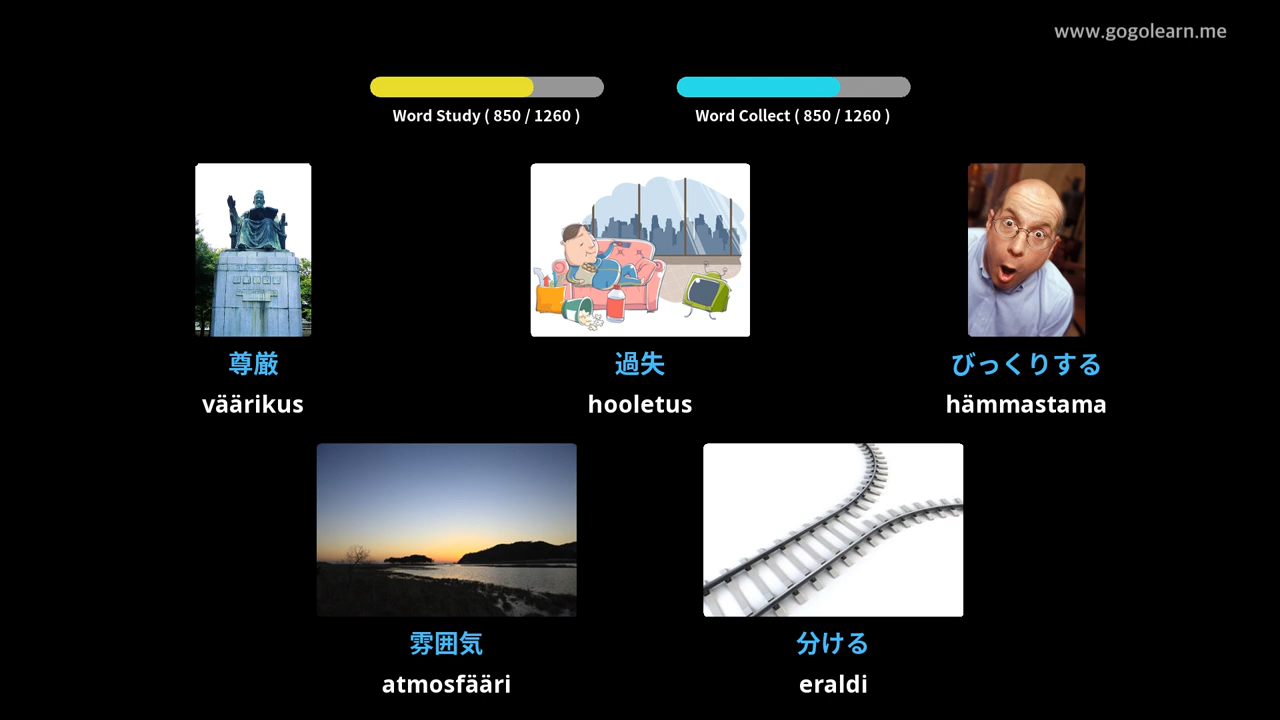 www.gogolearn.me
Word Study ( 850 / 1260 )
Word Collect ( 850 / 1260 )
尊厳
väärikus
過失
hooletus
びっくりする
hämmastama
雰囲気
atmosfääri
分ける
eraldi